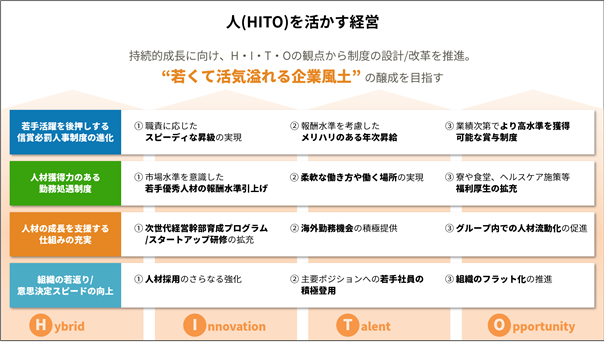 人(HITO)を活かす経営
持続的成長に向け、H・I・T・Oの観点から制度の設計/改革を推進。
“若くて活気溢れる企業風土” の醸成を目指す
若手活躍を後押しする
信賞必罰人事制度の進化
① 職責に応じた
スピーディな昇級の実現
② 報酬水準を考慮した
メリハリのある年次昇給
③ 業績次第でより高水準を獲得
可能な賞与制度
人材獲得力のある
勤務処遇制度
① 市場水準を意識した
若手優秀人材の報酬水準引上げ
② 柔軟な働き方や働く場所の実現
③ 寮や食堂、ヘルスケア施策等
福利厚生の拡充
人材の成長を支援する
仕組みの充実
① 次世代経営幹部育成プログラム
/スタートアップ研修の拡充
② 海外勤務機会の積極提供
③ グループ内での人材流動化の促進
組織の若返り/
意思決定スピードの向上
① 人材採用のさらなる強化
② 主要ポジションへの若手社員の
積極登用
③ 組織のフラット化の推進
Hybrid
Innovation
Talent
Opportunity